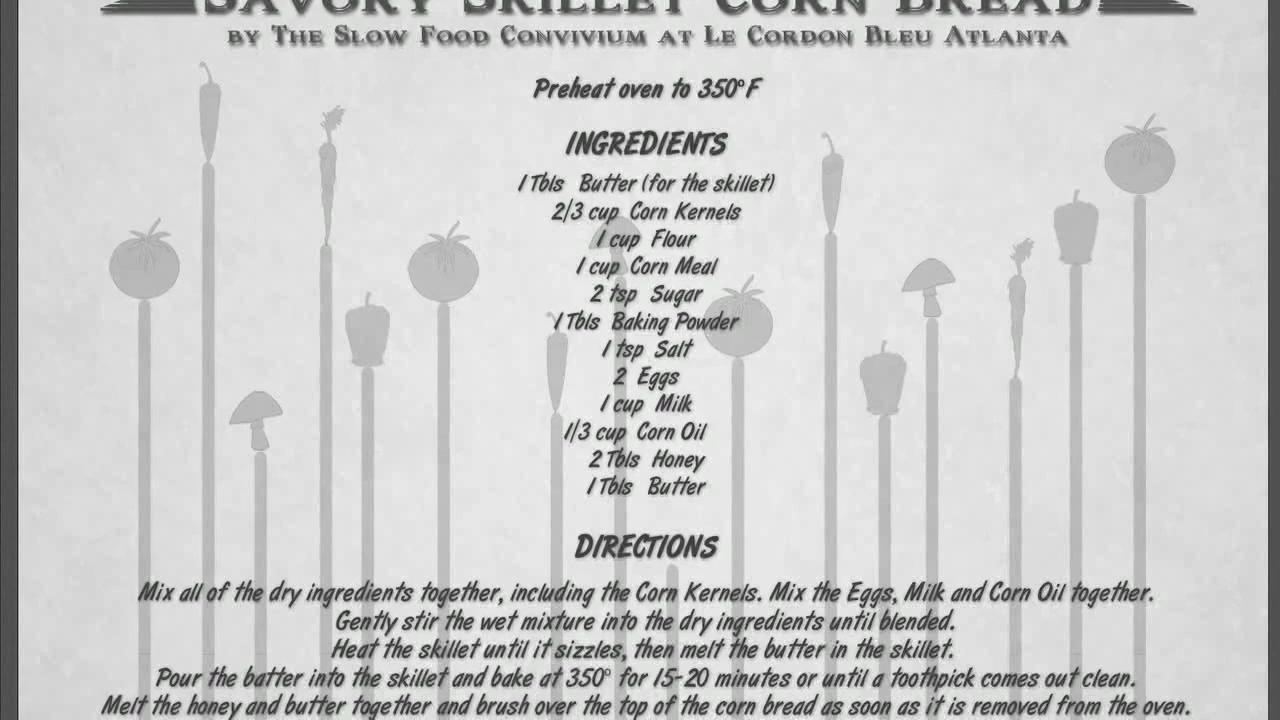 Savory Skillet Corn Bread
by The Slow Food Convivium at Le Cordon Bleu Atlanta
Preheat oven to 350°F
INGREDIENTS
1 Tbls Butter (for the skillet)
2/3 cup Corn Kernels
1 cup Flour
1 cup Corn Meal
2 tsp Sugar
1 Tbls Baking Powder
1 tsp Salt
2 Eggs
1 cup Milk
1/3 cup Corn Oil
2 Tbls Honey
1 Tbls Butter
DIRECTIONS
Mix all of the dry ingredients together, including the Corn Kernels. Mix the Eggs, Milk and Corn Oil together.
Gently stir the wet mixture into the dry ingredients until blended.
Heat the skillet until it sizzles, then melt the butter in the skillet.
Pour the batter into the skillet and bake at 350° for 15-20 minutes or until a toothpick comes out clean.
Melt the honey and butter together and brush over the top of the corn bread as soon as it is removed from the oven.